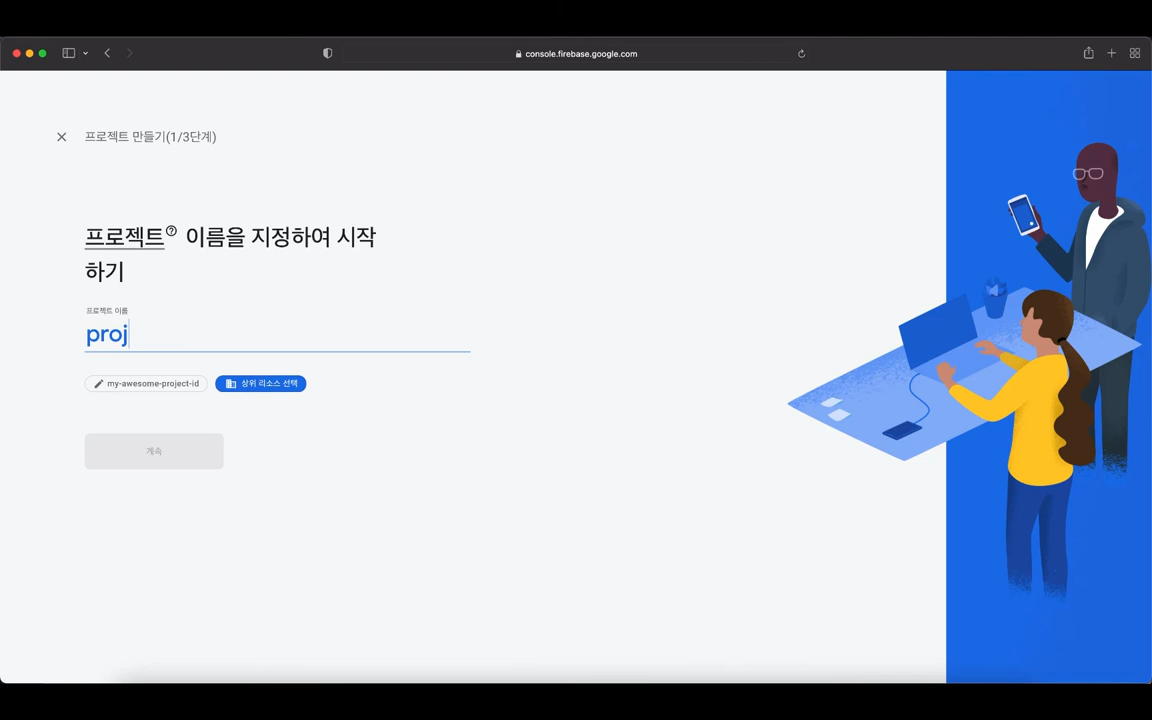 console.firebase.google.com
프로젝트 만들기(1/3단계)
프로젝트? 이름을 지정하여 시작
하기
프로젝트 이름
proj
my-awesome-project-id
상위 리소스 선택
계속